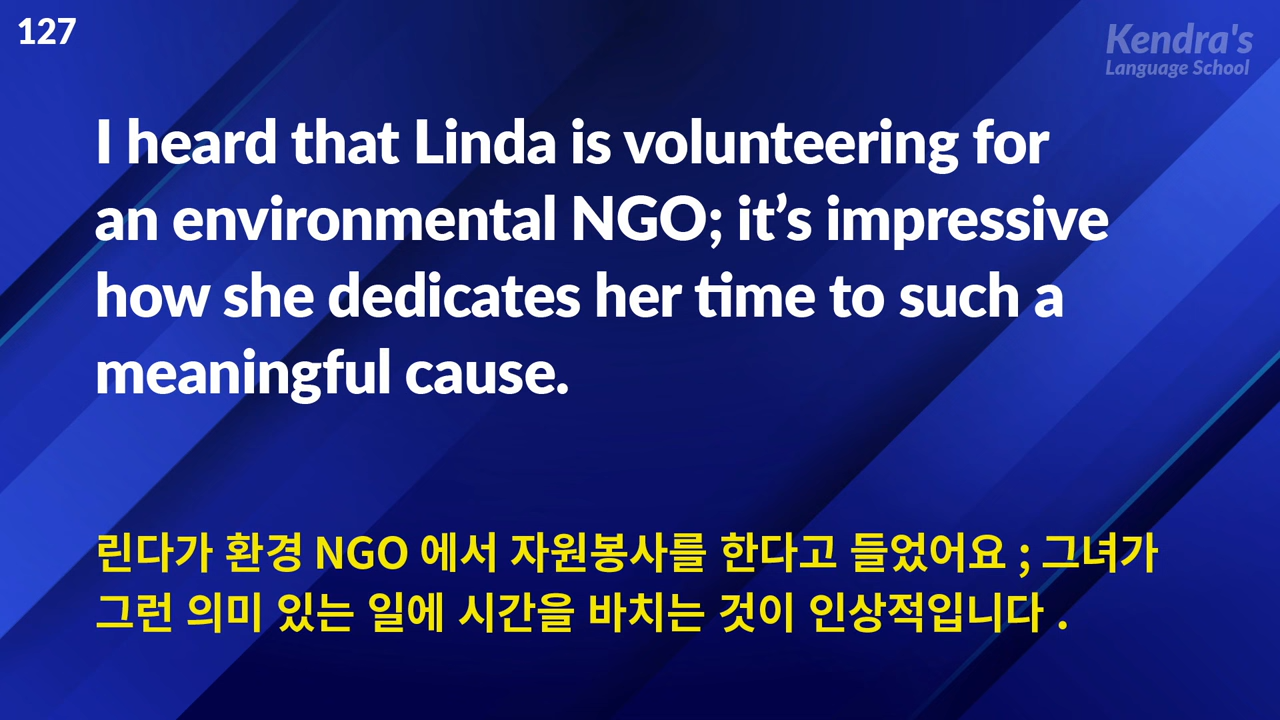 127
Kendra's
Language School
I heard that Linda is volunteering for
an environmental NGO; it’s impressive
how she dedicates her time to such a
meaningful cause.
린다가 환경 NGO 에서 자원봉사를 한다고 들었어요 ; 그녀가
그런 의미 있는 일에 시간을 바치는 것이 인상적입니다 .